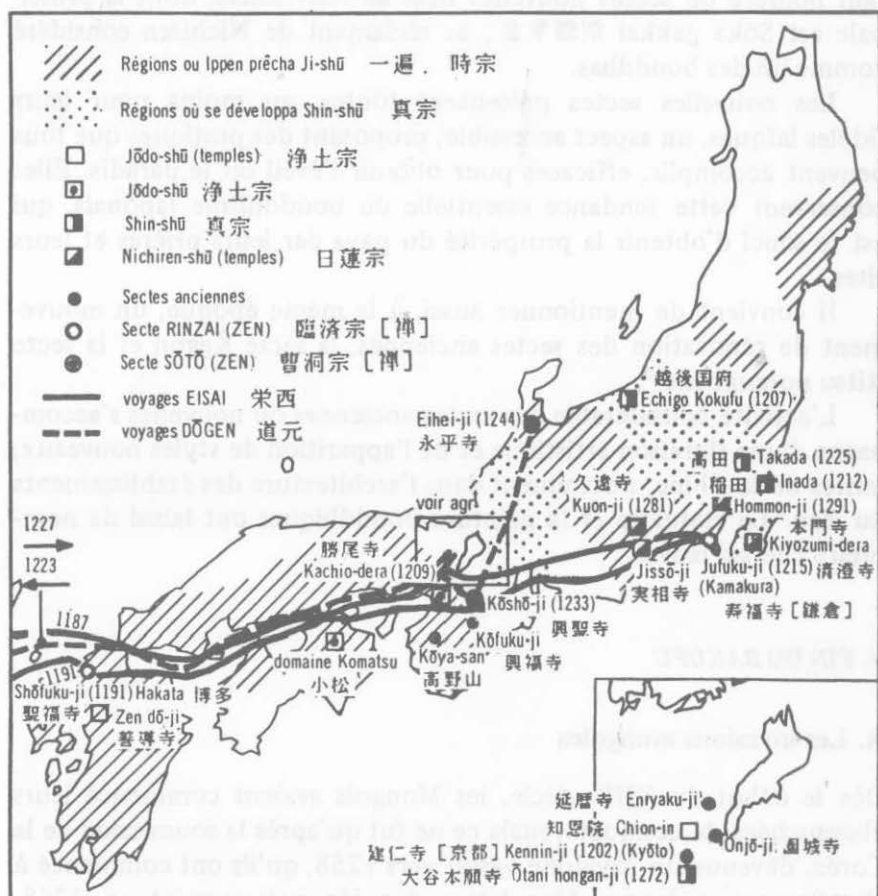 Régions ou Ippen prêcha Ji-shū 一遍. 時宗
Régions où se développa Shin-shū 真宗
Jōdo-shū (temples) 浄土宗
Jōdo-shū 浄土宗
Shin-shū 真宗
Nichiren-shū (temples) 日連宗
Sectes anciennes
Secte RINZAI (ZEN) 臨済宗 [禅]
Secte SŌTŌ (ZEN) 曹洞宗 [禅]
voyages EISAI 栄西
voyages DŌGEN 道元
越後国府
Echigo Kokufu (1207)
Eihei-ji (1244)
永平寺
高田 Takada (1225)
稲田 Inada (1212)
久遠寺
Kuon-ji (1281)
Hommon-ji (1291)
本門寺
Kiyozumi-dera
清澄寺
voir agrt
Jissō-ji
実相寺
Jufuku-ji (1215)
(Kamakura)
寿福寺 [鎌倉]
勝尾寺
Kachio-dera (1209)
Kōshō-ji (1233)
興聖寺
Kōfuku-ji
興福寺
Kōya-san
高野山
domaine Komatsu
小松
1227
1223
1187
1191
Shōfuku-ji (1191) Hakata 博多
聖福寺
Zen dō-ji
善導寺
延暦寺 Enryaku-ji
知恩院 Chion-in
Onjō-ji 園城寺
建仁寺 [京都] Kennin-ji (1202) (Kyōto)
大谷本願寺 Ōtani hongan-ji (1272)